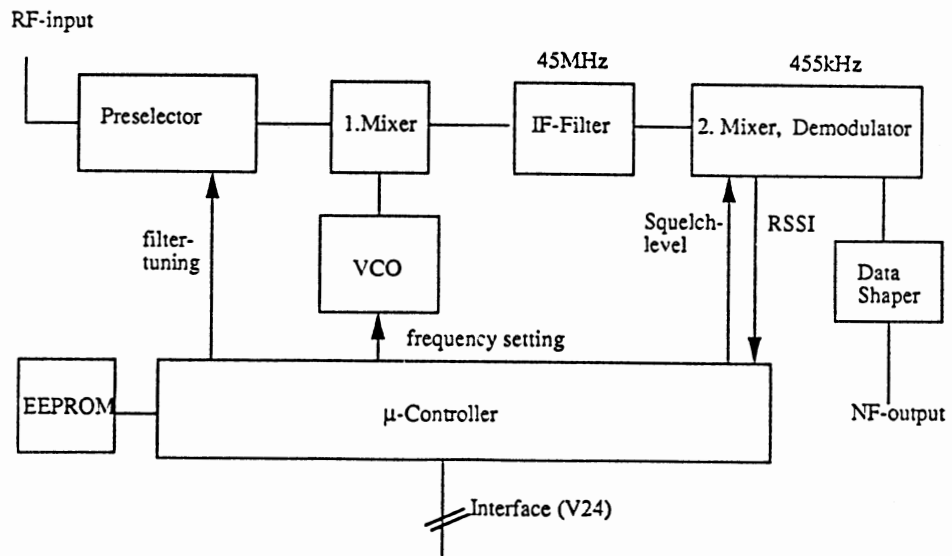 RF-input
45MHz
455kHz
Preselector
1.Mixer
IF-Filter
2. Mixer, Demodulator
filter-
tuning
VCO
Squelch-
level
RSSI
Data
Shaper
frequency setting
EEPROM
μ-Controller
NF-output
Interface (V24)